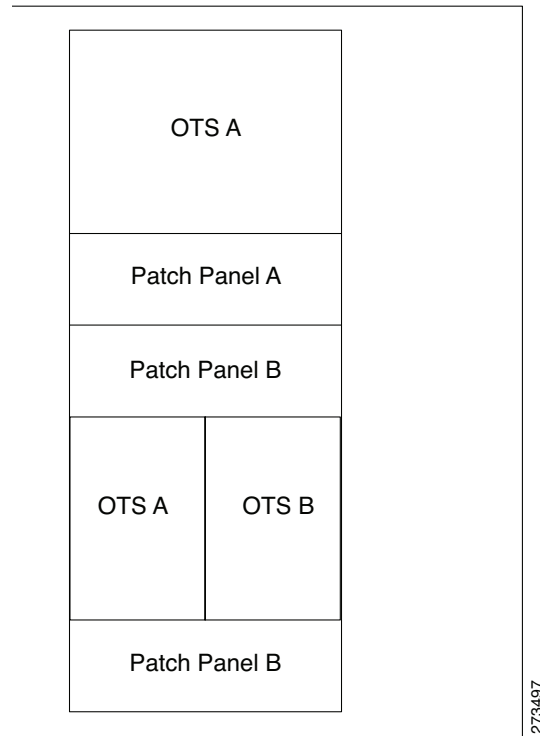 OTS A
Patch Panel A
Patch Panel B
OTS A OTS B
Patch Panel B
273497